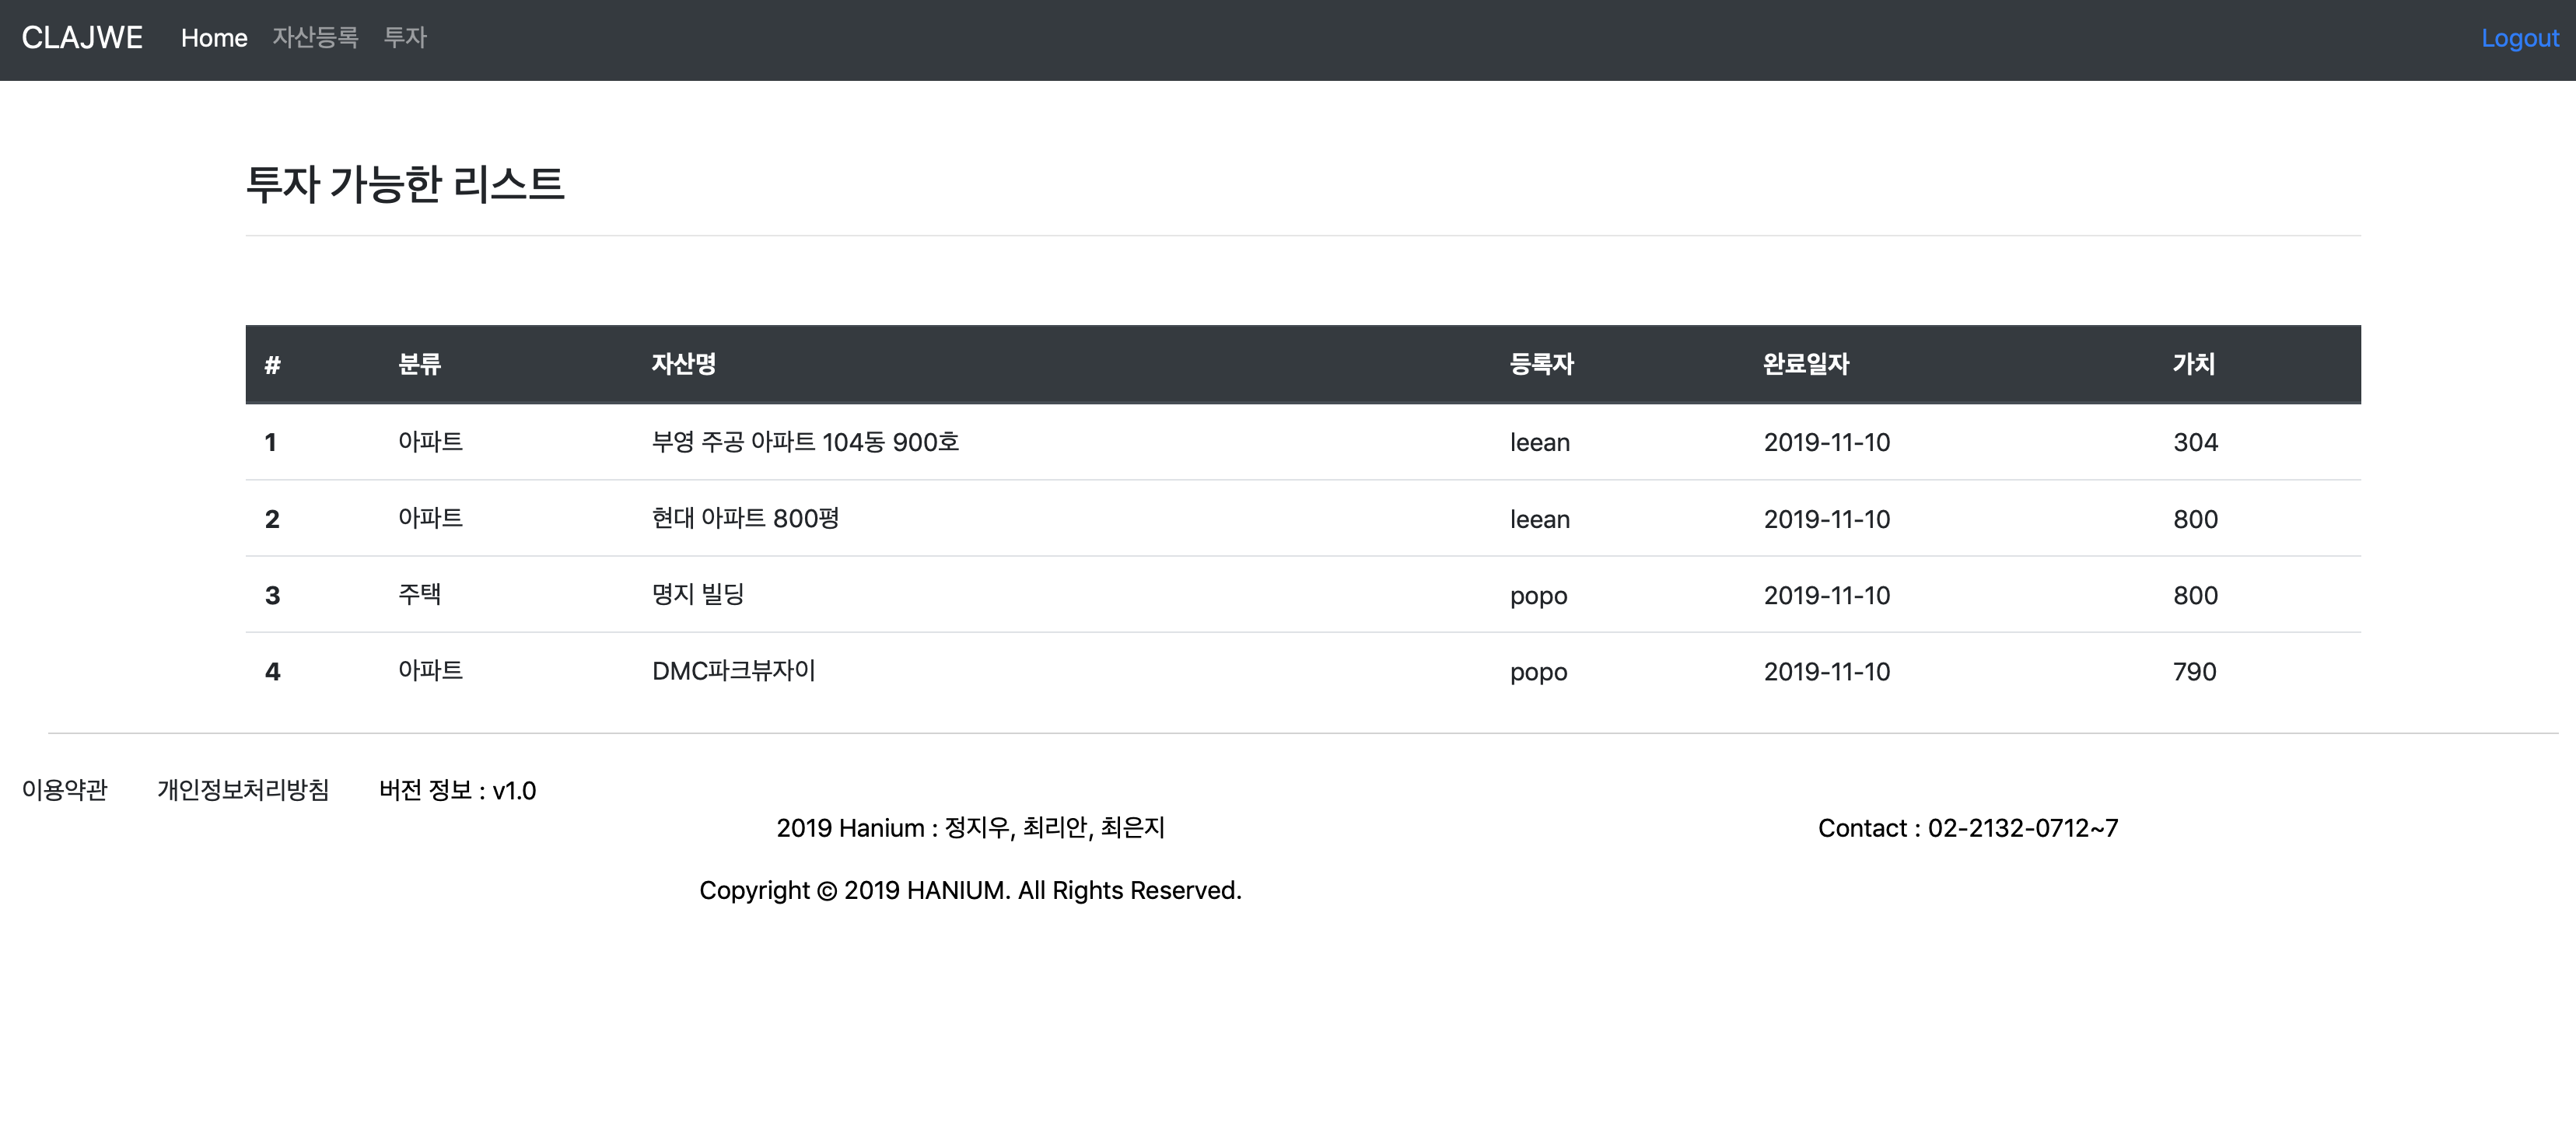 CLAJWE Home 자산등록 투자 Logout
투자 가능한 리스트
# 분류 자산명 등록자 완료일자 가치
1 아파트 부영 주공 아파트 104동 900호 leean 2019-11-10 304
2 아파트 현대 아파트 800평 leean 2019-11-10 800
3 주택 명지 빌딩 popo 2019-11-10 800
4 아파트 DMC파크뷰자이 popo 2019-11-10 790
이용약관 개인정보처리방침 버전 정보 : v1.0
2019 Hanium : 정지우, 최리안, 최은지 Contact : 02-2132-0712~7
Copyright © 2019 HANIUM. All Rights Reserved.